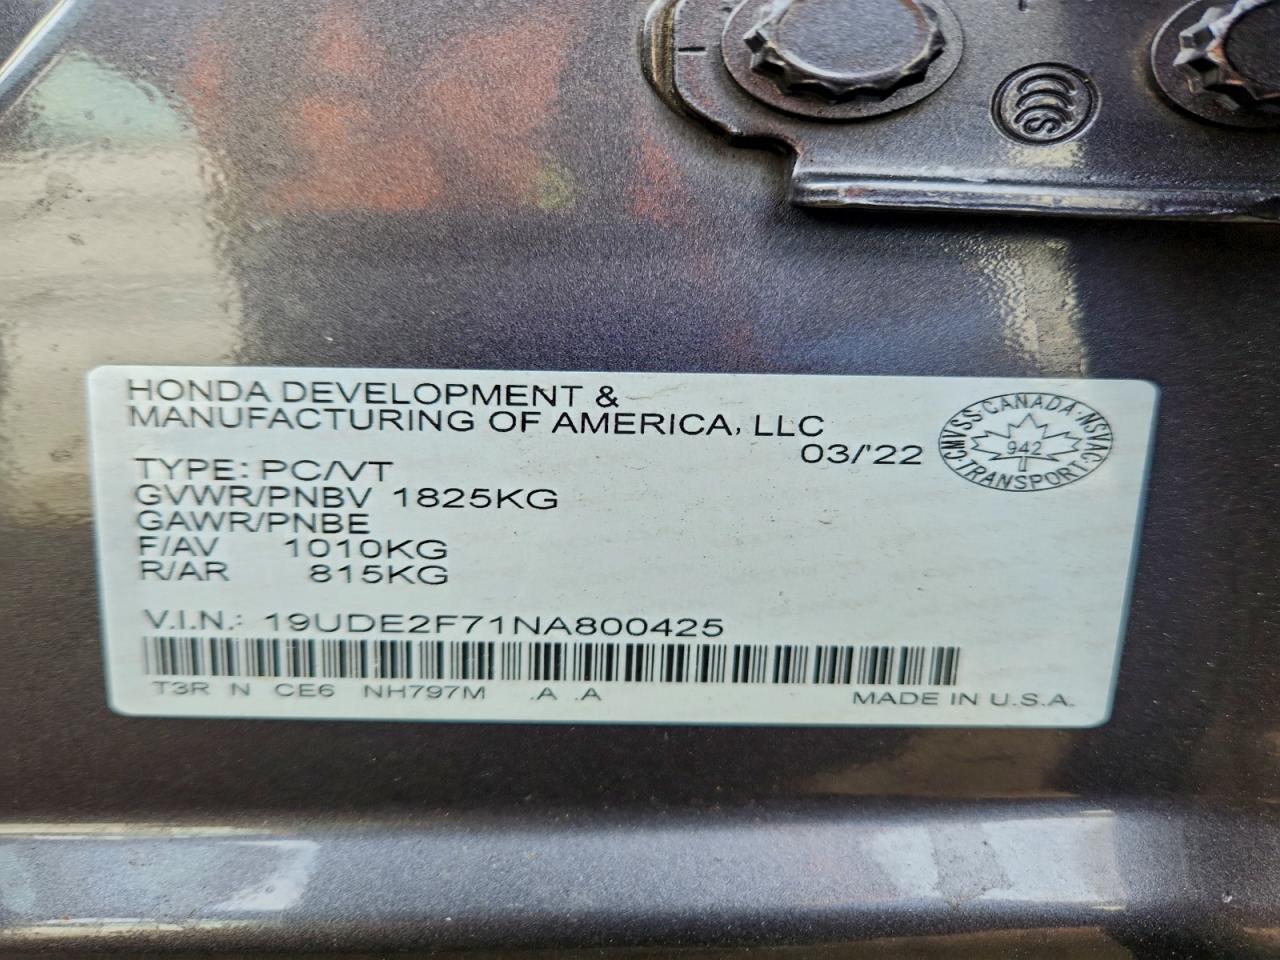 HONDA DEVELOPMENT &
MANUFACTURING OF AMERICA, LLC
03/'22
CMVSS·CANADA·NSVAC
942
·TRANSPORT·
TYPE: PC/VT
GVWR/PNBV 1825KG
GAWR/PNBE
F/AV 1010KG
R/AR 815KG
V.I.N.: 19UDE2F71NA800425
T3R N CE6 NH797M .A .A
MADE IN U.S.A.